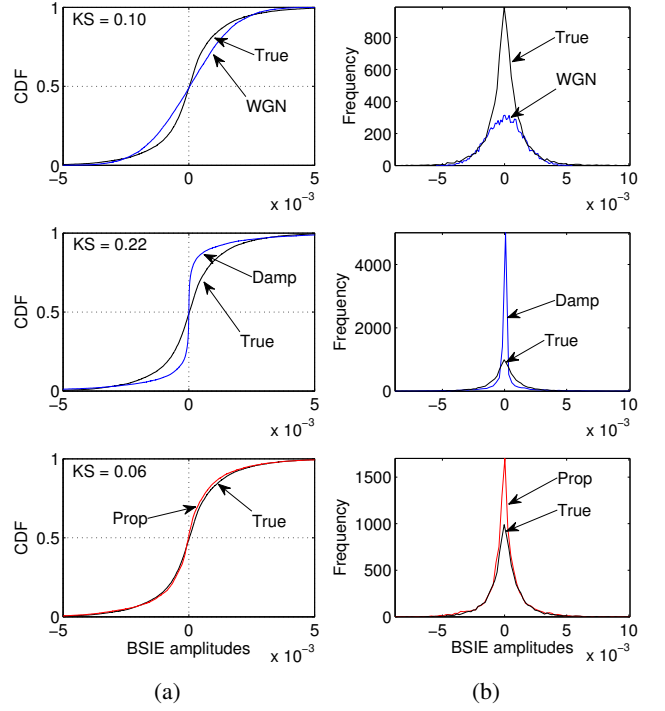 KS = 0.10
True
WGN
CDF
1
0.5
0
1
-5 0 5
x 10⁻³
True
WGN
Frequency
800
600
400
200
0
-5 0 5 10
x 10⁻³
KS = 0.22
Damp
True
CDF
1
0.5
0
-5 0 5
x 10⁻³
Damp
True
Frequency
4000
2000
0
-5 0 5 10
x 10⁻³
KS = 0.06
Prop
True
CDF
1
0.5
0
-5 0 5
BSIE amplitudes
x 10⁻³
Prop
True
Frequency
1500
1000
500
0
-5 0 5 10
BSIE amplitudes
x 10⁻³
(a)
(b)